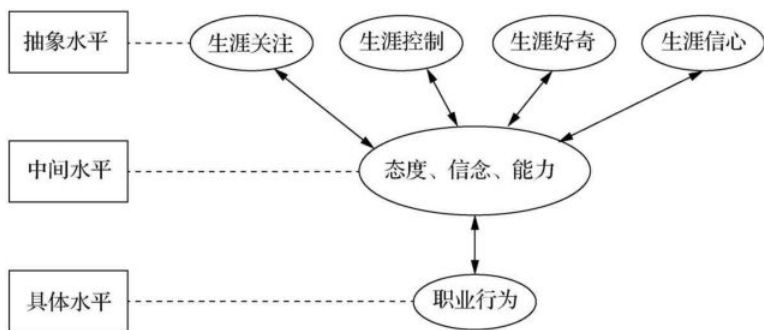 抽象水平
生涯关注
生涯控制
生涯好奇
生涯信心
中间水平
态度、信念、能力
具体水平
职业行为